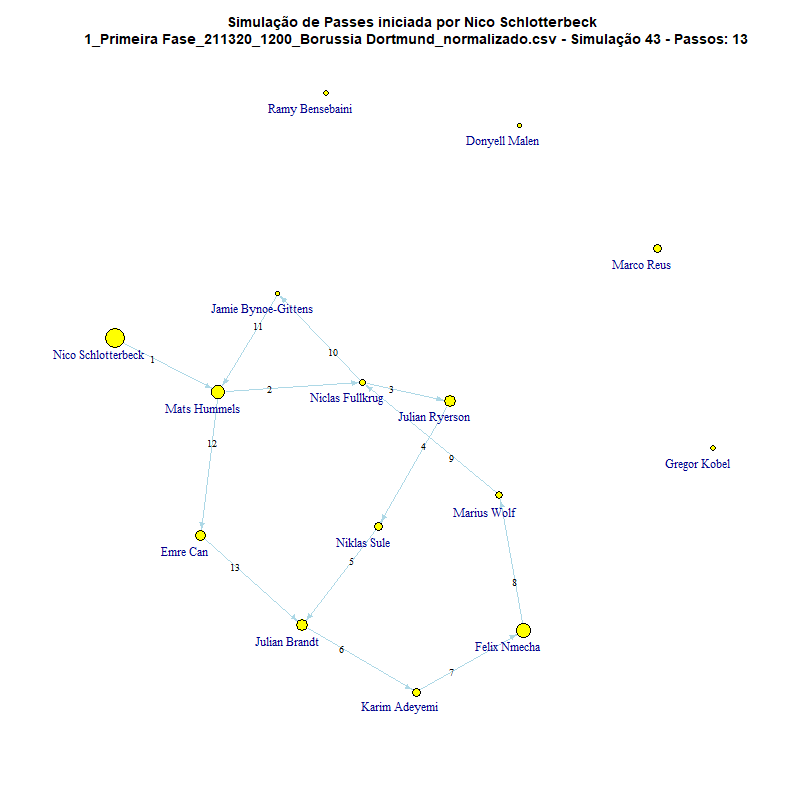 Simulação de Passes iniciada por Nico Schlotterbeck
1_Primeira Fase_211320_1200_Borussia Dortmund_normalizado.csv - Simulação 43 - Passos: 13
Ramy Bensebaini
Donyell Malen
Marco Reus
Jamie Bynoe-Gittens
11
10
Nico Schlotterbeck
1
2
3
Niclas Fullkrug
Mats Hummels
Julian Ryerson
12
4
9
Gregor Kobel
Marius Wolf
Niklas Sule
Emre Can
5
13
8
Julian Brandt
6
Felix Nmecha
7
Karim Adeyemi